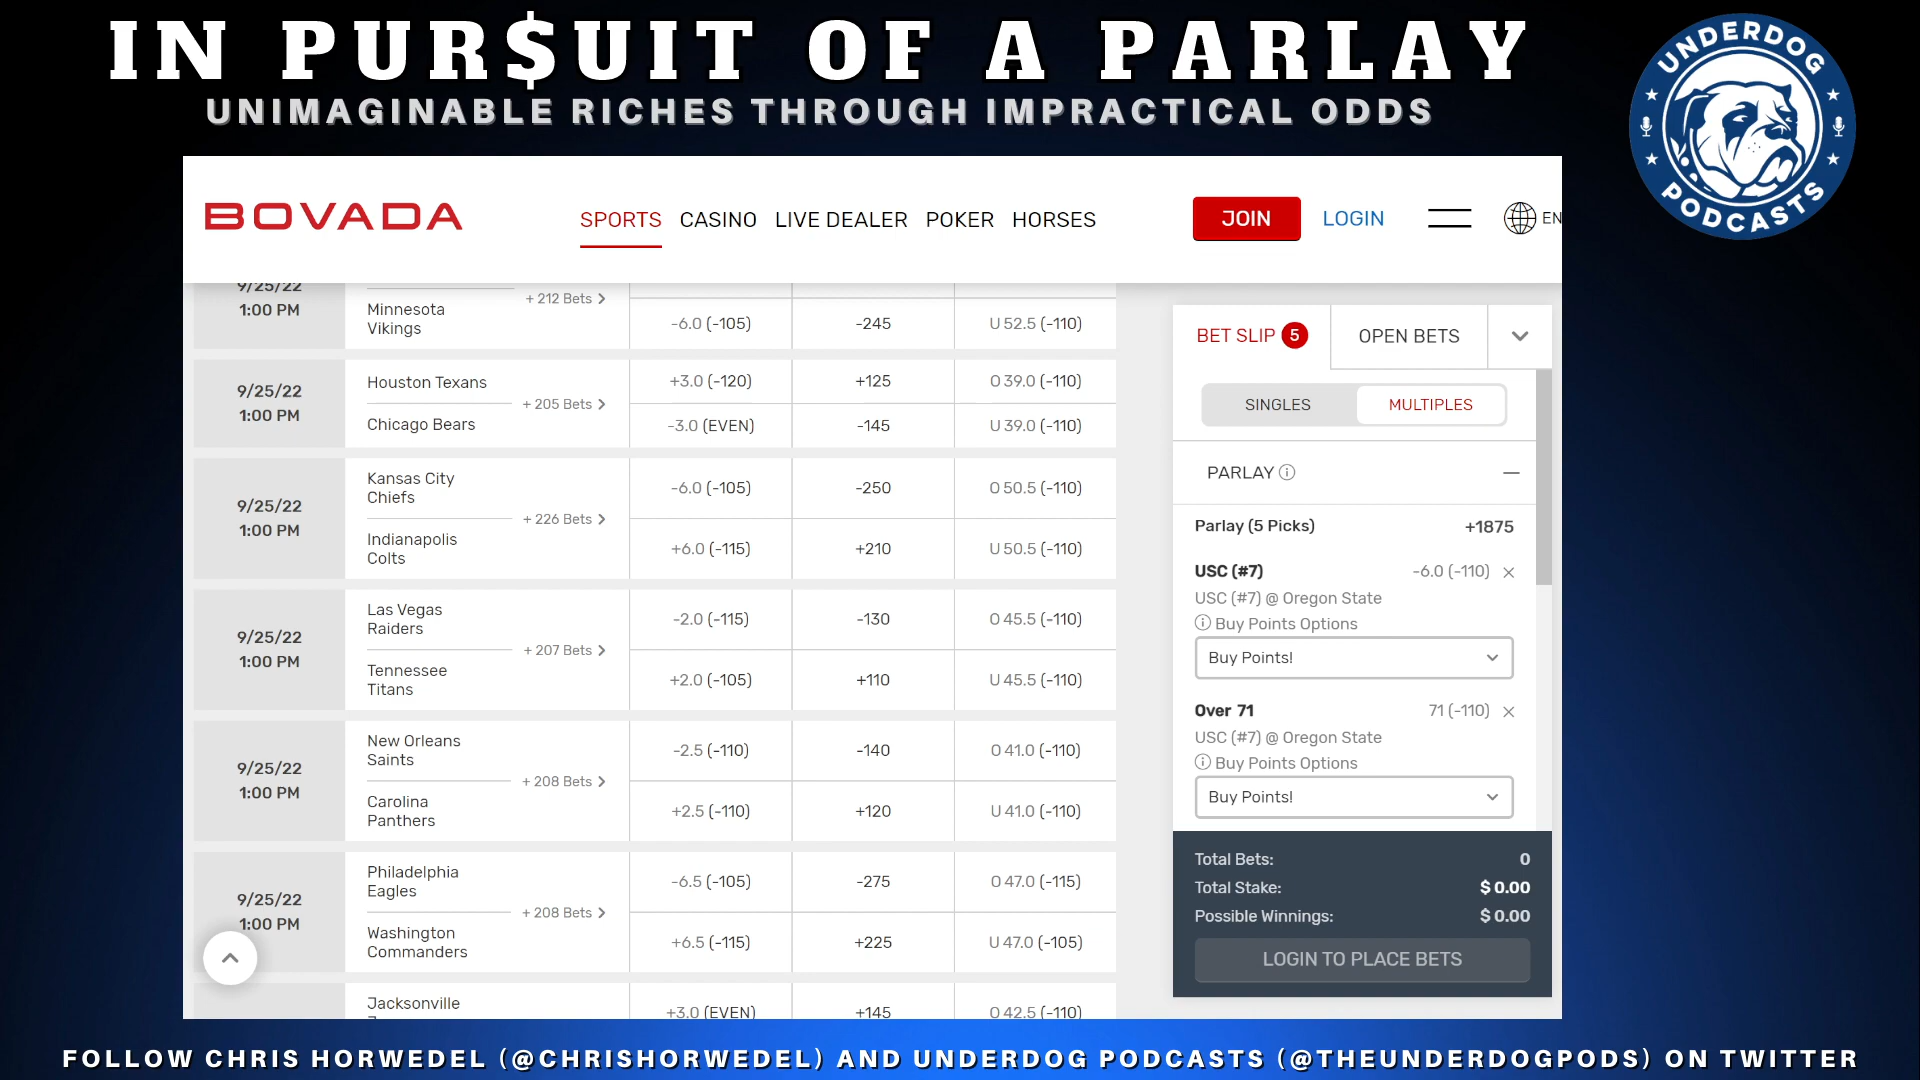 IN PUR$UIT OF A PARLAY
UNIMAGINABLE RICHES THROUGH IMPRACTICAL ODDS
UNDERDOG
PODCASTS
BOVADA
SPORTS CASINO LIVE DEALER POKER HORSES
JOIN LOGIN EN
9/25/22
1:00 PM
Minnesota
Vikings
+ 212 Bets
-6.0 (-105) -245 U 52.5 (-110)
9/25/22
1:00 PM
Houston Texans
Chicago Bears
+ 205 Bets
+3.0 (-120) +125 O 39.0 (-110)
-3.0 (EVEN) -145 U 39.0 (-110)
9/25/22
1:00 PM
Kansas City
Chiefs
Indianapolis
Colts
+ 226 Bets
-6.0 (-105) -250 O 50.5 (-110)
+6.0 (-115) +210 U 50.5 (-110)
9/25/22
1:00 PM
Las Vegas
Raiders
Tennessee
Titans
+ 207 Bets
-2.0 (-115) -130 O 45.5 (-110)
+2.0 (-105) +110 U 45.5 (-110)
9/25/22
1:00 PM
New Orleans
Saints
Carolina
Panthers
+ 208 Bets
-2.5 (-110) -140 O 41.0 (-110)
+2.5 (-110) +120 U 41.0 (-110)
9/25/22
1:00 PM
Philadelphia
Eagles
Washington
Commanders
+ 208 Bets
-6.5 (-105) -275 O 47.0 (-115)
+6.5 (-115) +225 U 47.0 (-105)
Jacksonville
+3.0 (EVEN) +145 O 42.5 (-110)
BET SLIP 5 OPEN BETS
SINGLES MULTIPLES
PARLAY
Parlay (5 Picks) +1875
USC (#7) -6.0 (-110)
USC (#7) @ Oregon State
Buy Points Options
Buy Points!
Over 71 71 (-110)
USC (#7) @ Oregon State
Buy Points Options
Buy Points!
Total Bets: 0
Total Stake: $ 0.00
Possible Winnings: $ 0.00
LOGIN TO PLACE BETS
FOLLOW CHRIS HORWEDEL (@CHRISHORWEDEL) AND UNDERDOG PODCASTS (@THEUNDERDOGPODS) ON TWITTER